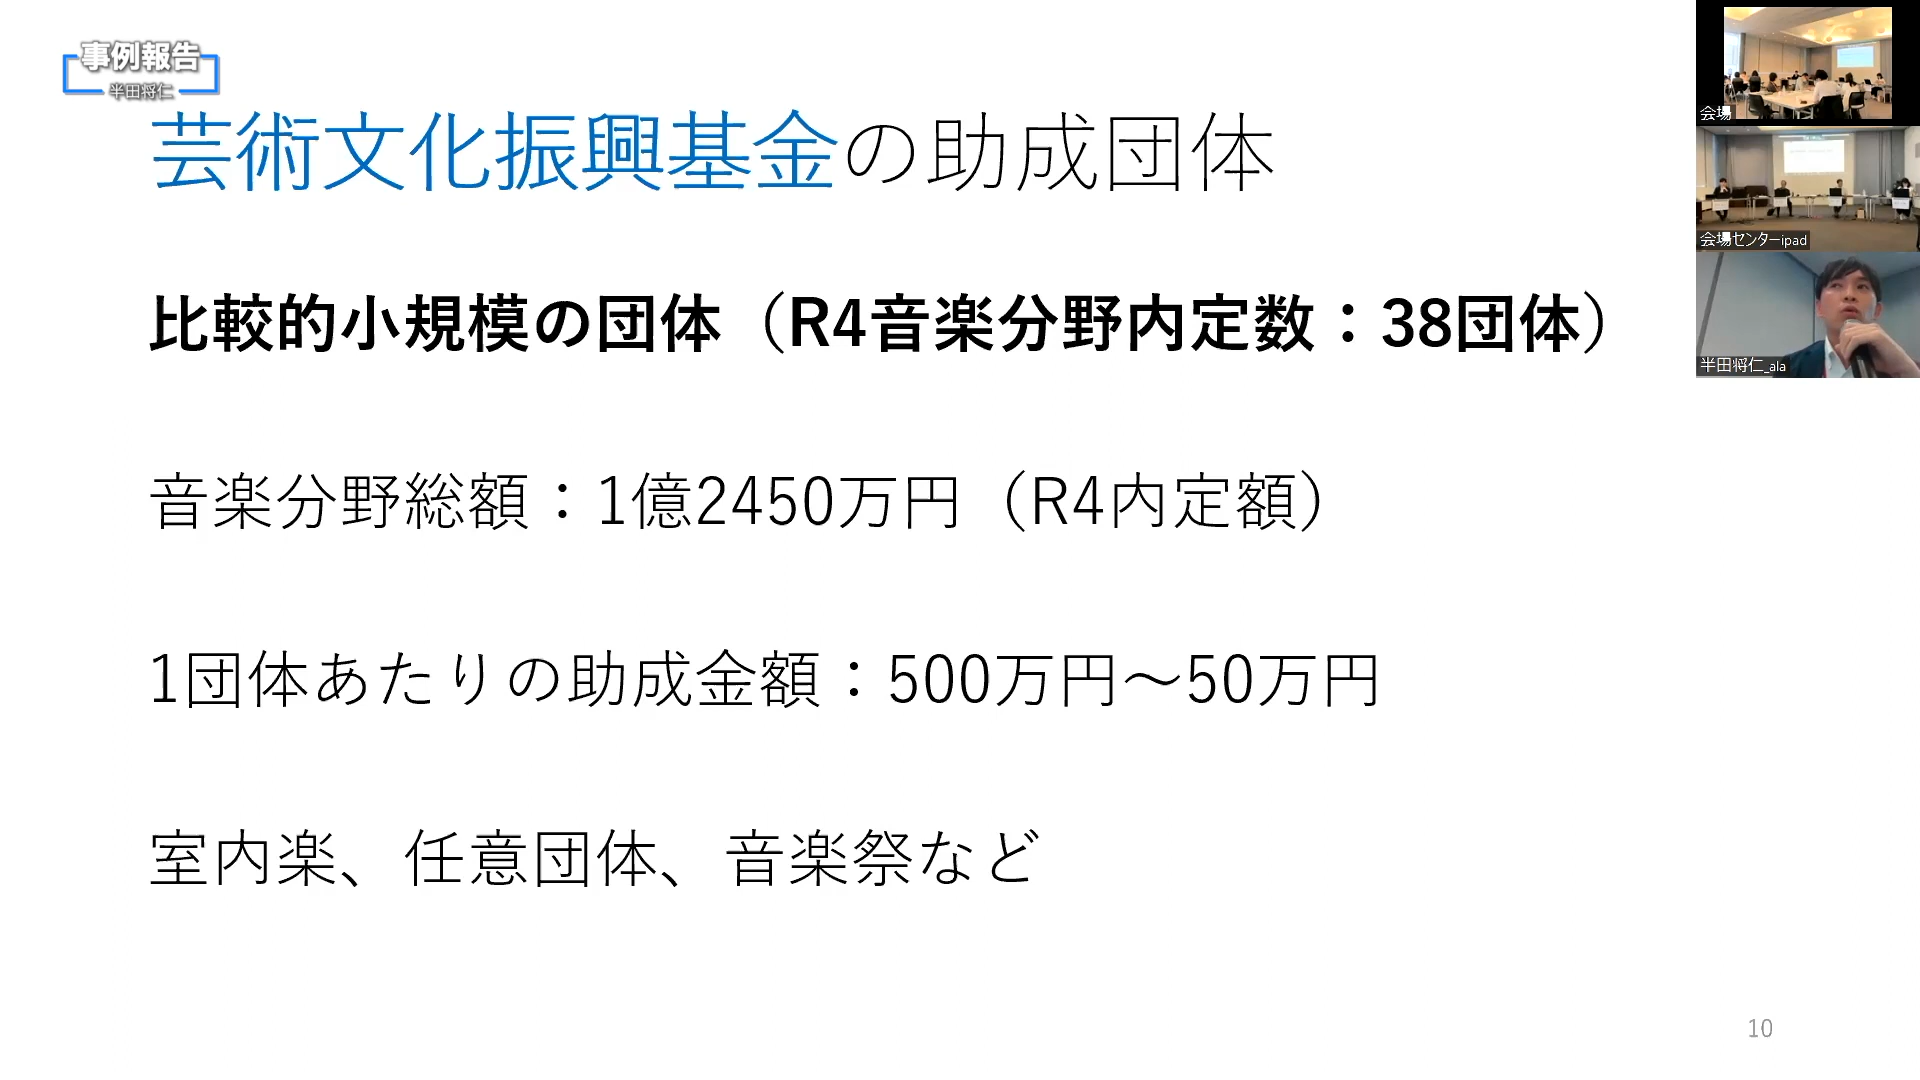 事例報告
半田将仁
芸術文化振興基金の助成団体
比較的小規模の団体（R4音楽分野内定数：38団体）
音楽分野総額：1億2450万円（R4内定額）
1団体あたりの助成金額：500万円～50万円
室内楽、任意団体、音楽祭など
10
会場
会場センターipad
半田将仁_ala